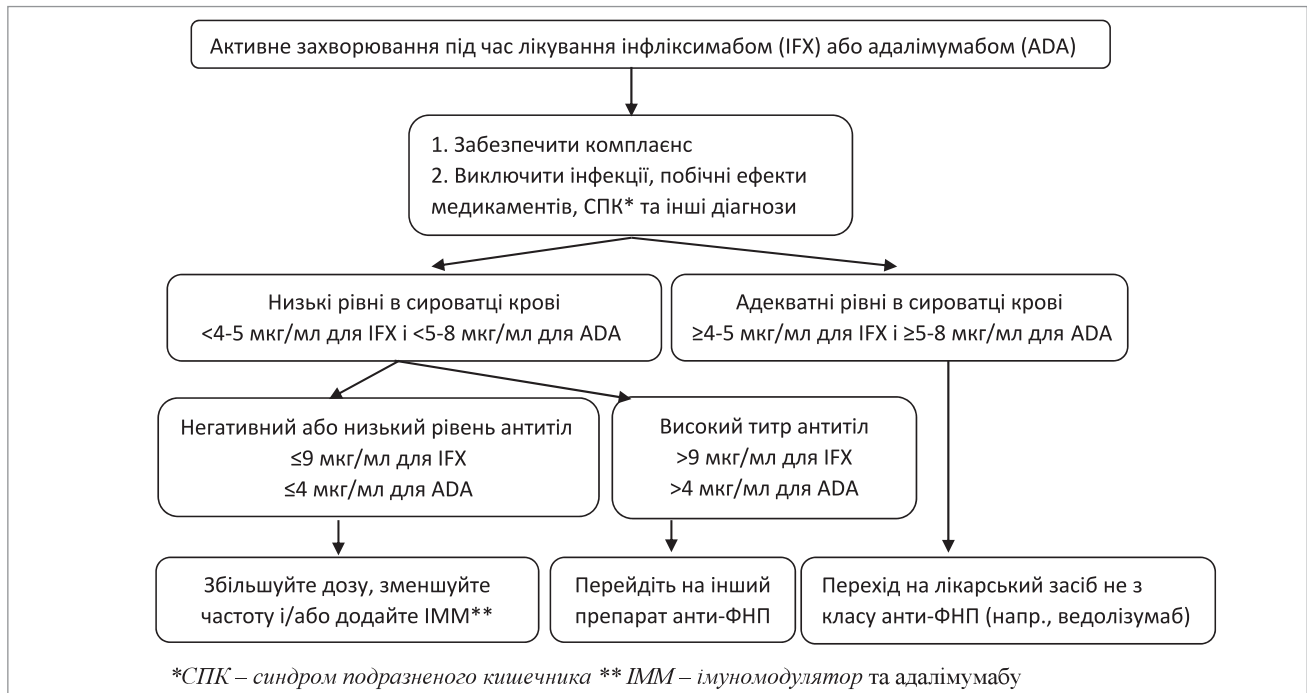 Активне захворювання під час лікування інфліксимабом (IFX) або адалімумабом (ADA)
1. Забезпечити комплаєнс
2. Виключити інфекції, побічні ефекти
медикаментів, СПК* та інші діагнози
Низькі рівні в сироватці крові
<4-5 мкг/мл для IFX і <5-8 мкг/мл для ADA
Адекватні рівні в сироватці крові
≥4-5 мкг/мл для IFX і ≥5-8 мкг/мл для ADA
Негативний або низький рівень антитіл
≤9 мкг/мл для IFX
≤4 мкг/мл для ADA
Високий титр антитіл
>9 мкг/мл для IFX
>4 мкг/мл для ADA
Збільшуйте дозу, зменшуйте
частоту і/або додайте ІММ**
Перейдіть на інший
препарат анти-ФНП
Перехід на лікарський засіб не з
класу анти-ФНП (напр., ведолізумаб)
*СПК – синдром подразненого кишечника ** ІММ – імуномодулятор та адалімумабу